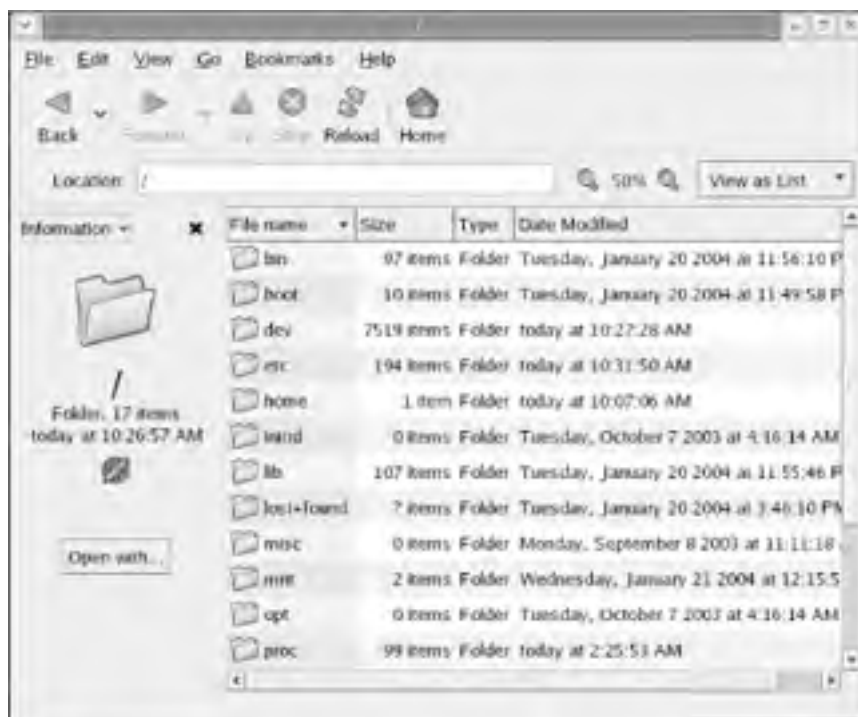 /
File Edit View Go Bookmarks Help
Back Forward Up Stop Reload Home
Location: / 50% View as List
Information
File name Size Type Date Modified
bin 97 items Folder Tuesday, January 20 2004 at 11:56:10 P
boot 10 items Folder Tuesday, January 20 2004 at 11:49:58 P
dev 7519 items Folder today at 10:27:28 AM
etc 194 items Folder today at 10:31:50 AM
home 1 item Folder today at 10:07:06 AM
initrd 0 items Folder Tuesday, October 7 2003 at 4:16:14 AM
lib 107 items Folder Tuesday, January 20 2004 at 11:55:46 P
lost+found ? items Folder Tuesday, January 20 2004 at 3:46:10 PM
misc 0 items Folder Monday, September 8 2003 at 11:11:18
mnt 2 items Folder Wednesday, January 21 2004 at 12:15:5
opt 0 items Folder Tuesday, October 7 2003 at 4:16:14 AM
proc 99 items Folder today at 2:25:53 AM
/
Folder, 17 items
today at 10:26:57 AM
Open with...